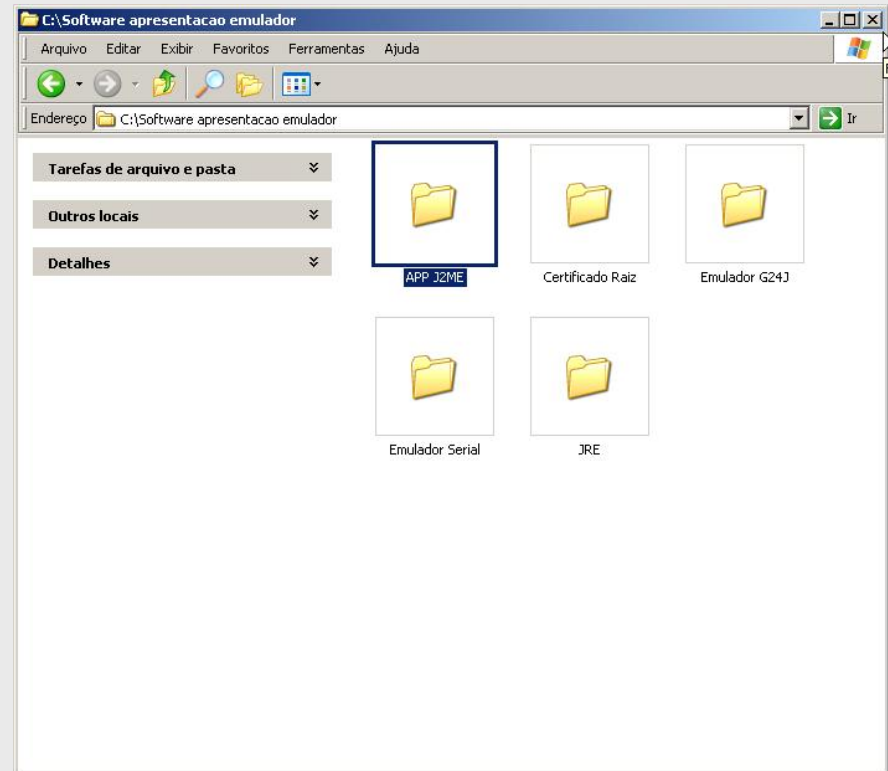 C:\Software apresentacao emulador
Arquivo Editar Exibir Favoritos Ferramentas Ajuda
Endereço C:\Software apresentacao emulador Ir
Tarefas de arquivo e pasta
Outros locais
Detalhes
APP J2ME Certificado Raiz Emulador G24J
Emulador Serial JRE